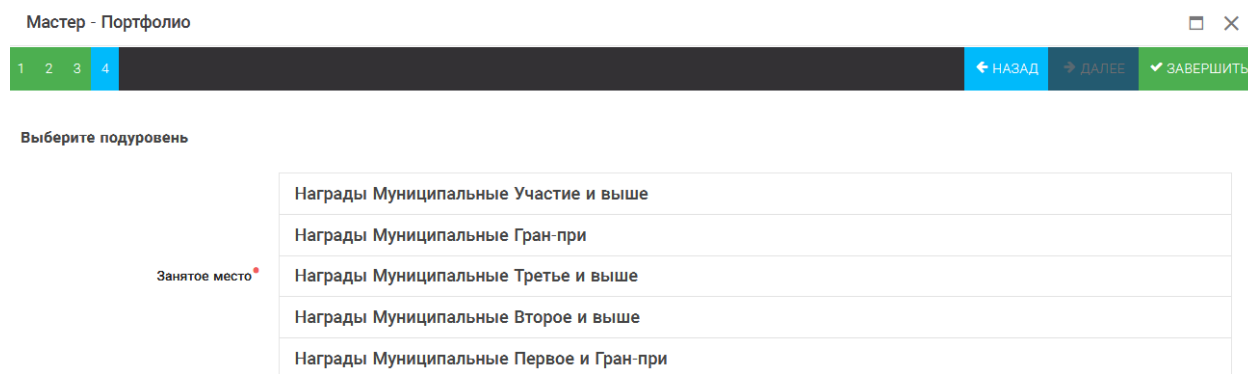 Мастер - Портфолио
1 2 3 4 НАЗАД ДАЛЕЕ ЗАВЕРШИТЬ
Выберите подуровень
Награды Муниципальные Участие и выше
Награды Муниципальные Гран-при
Занятое место Награды Муниципальные Третье и выше
Награды Муниципальные Второе и выше
Награды Муниципальные Первое и Гран-при